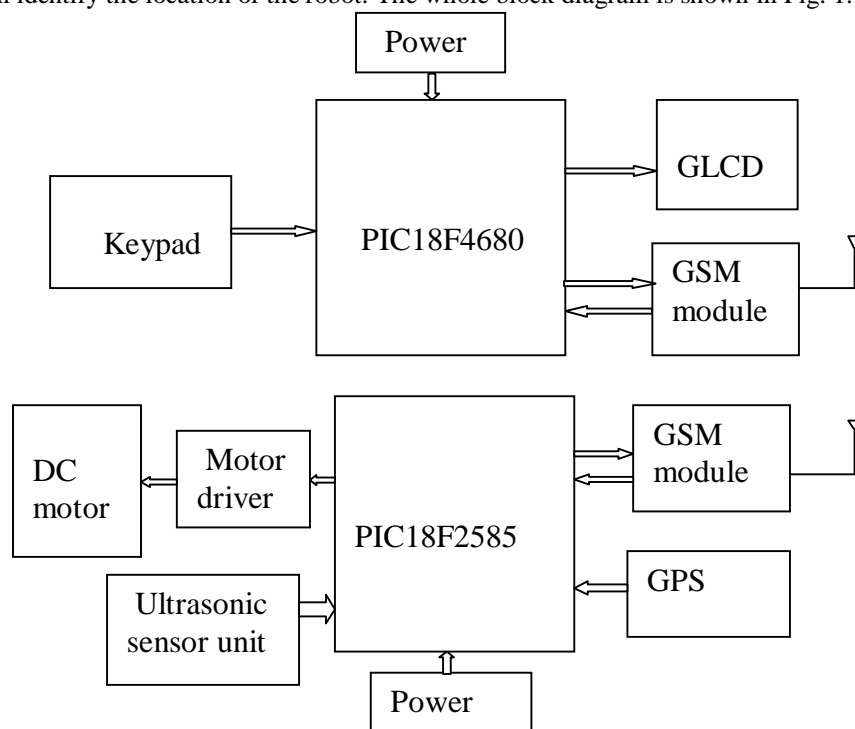 identify the location of the robot. The whole block diagram is shown in Fig. 1.
Power
GLCD
Keypad
PIC18F4680
GSM
module
DC
motor
Motor
driver
PIC18F2585
GSM
module
Ultrasonic
sensor unit
GPS
Power